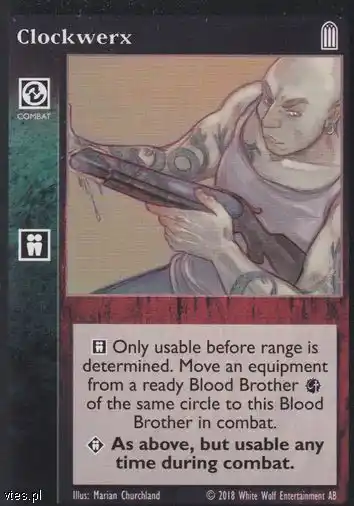 Clockwerx
COMBAT
Only usable before range is
determined. Move an equipment
from a ready Blood Brother
of the same circle to this Blood
Brother in combat.
As above, but usable any
time during combat.
Illus: Marian Churchland © 2018 White Wolf Entertainment AB
vtes.pl